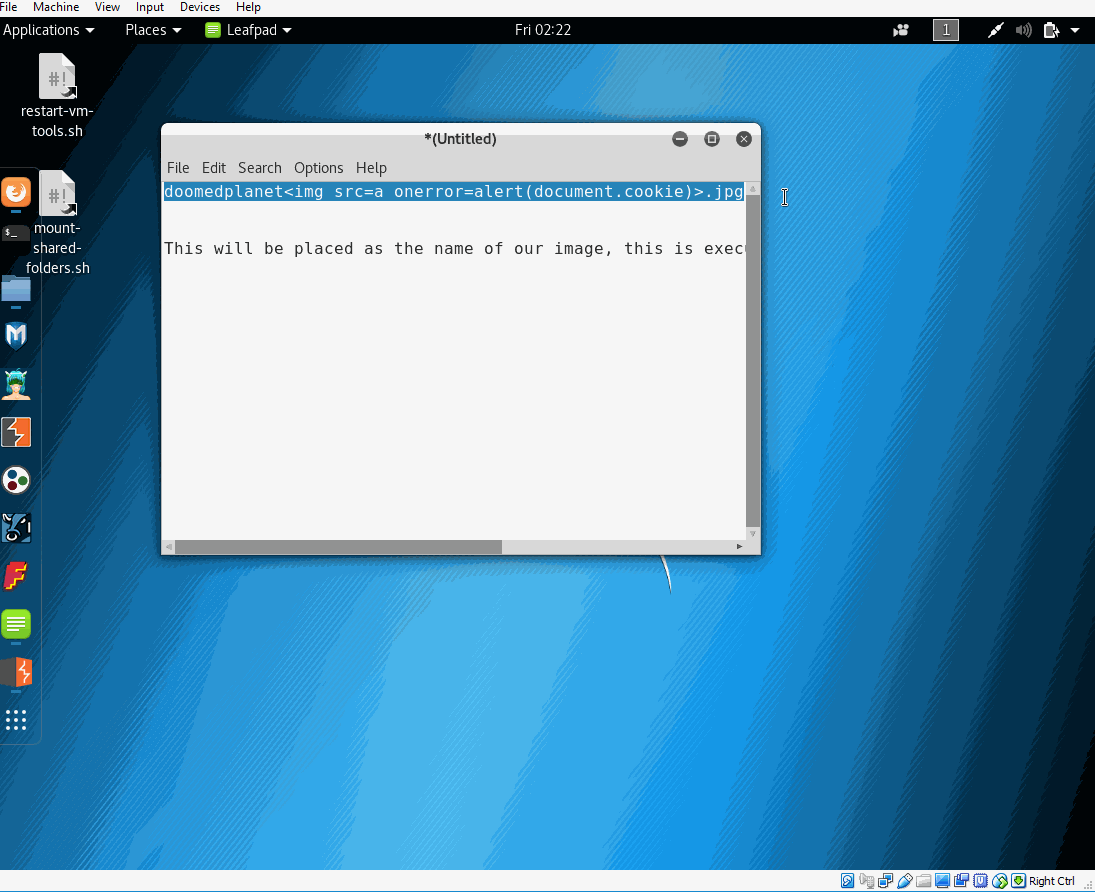 File Machine View Input Devices Help
Applications Places Leafpad Fri 02:22 1
#!
restart-vm-
tools.sh
*(Untitled)
File Edit Search Options Help
doomedplanet<img src=a onerror=alert(document.cookie)>.jpg
#!
$_
mount-
shared-
folders.sh
This will be placed as the name of our image, this is exec
Right Ctrl